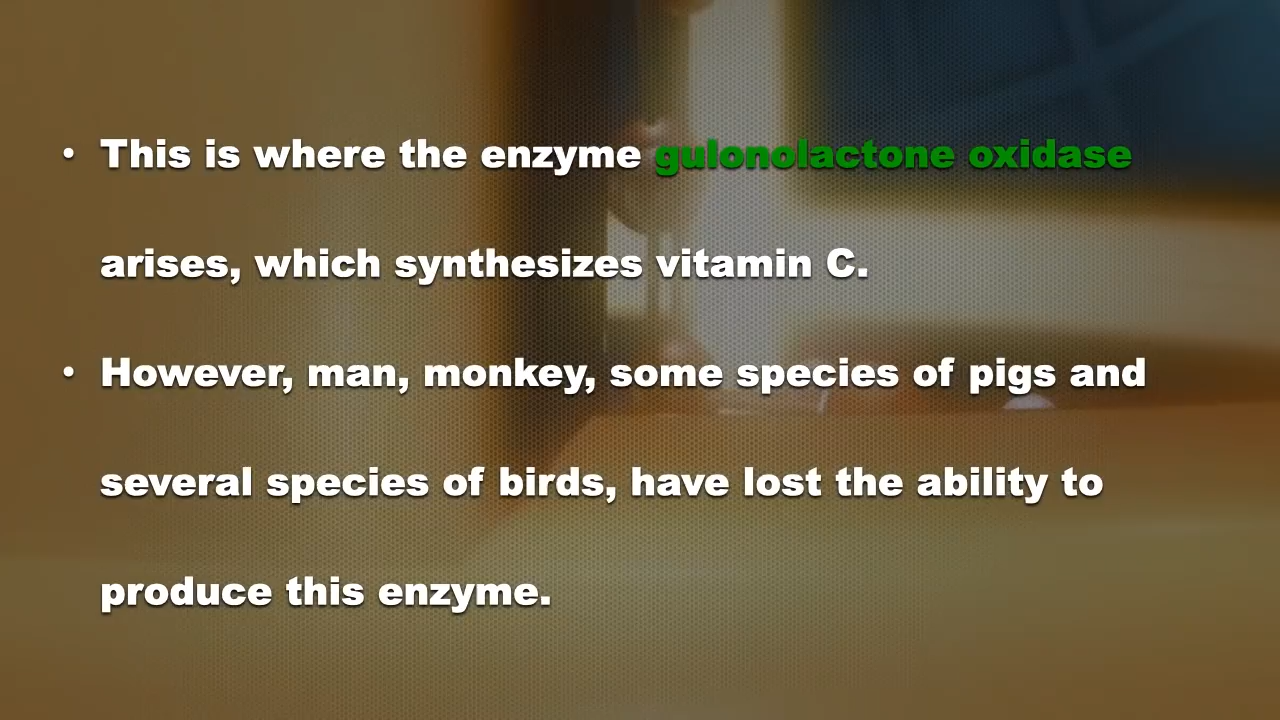 • This is where the enzyme gulonolactone oxidase
arises, which synthesizes vitamin C.
• However, man, monkey, some species of pigs and
several species of birds, have lost the ability to
produce this enzyme.